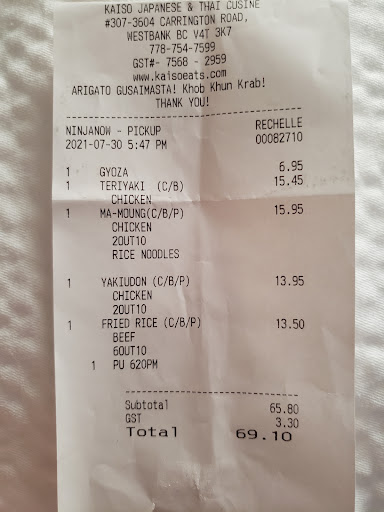 KAISO JAPANESE & THAI CUSINE
#307-3604 CARRINGTON ROAD,
WESTBANK BC V4T 3K7
778-754-7599
GST#- 7568 - 2959
www.kaisoeats.com
ARIGATO GUSAIMASTA! Khob Khun Krab!
THANK YOU!
NINJANOW - PICKUP RECHELLE
2021-07-30 5:47 PM 00082710
1 GYOZA 6.95
1 TERIYAKI (C/B) 15.45
CHICKEN
1 MA-MOUNG(C/B/P) 15.95
CHICKEN
2OUT10
RICE NOODLES
1 YAKIUDON (C/B/P) 13.95
CHICKEN
2OUT10
1 FRIED RICE (C/B/P) 13.50
BEEF
6OUT10
1 PU 620PM
Subtotal 65.80
GST 3.30
Total 69.10